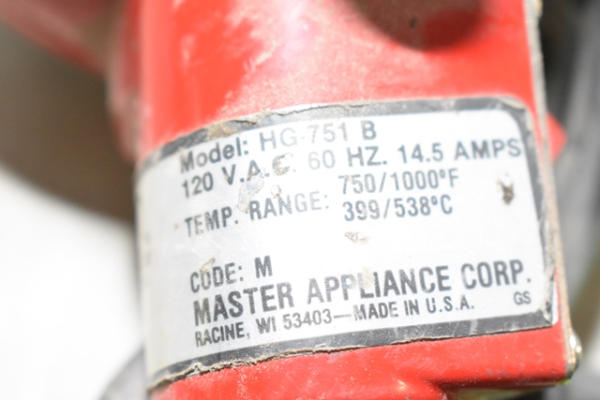 Model: HG-751 B
120 V.A.C. 60 HZ. 14.5 AMPS
TEMP. RANGE: 750/1000°F
399/538°C
CODE: M
MASTER APPLIANCE CORP.
RACINE, WI 53403—MADE IN U.S.A. GS